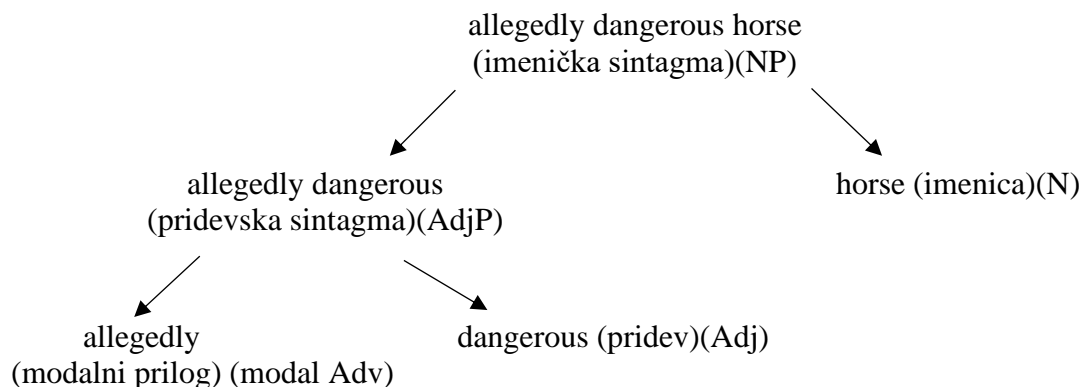 allegedly dangerous horse
(imenička sintagma)(NP)
allegedly dangerous
(pridevska sintagma)(AdjP)
horse (imenica)(N)
allegedly
(modalni prilog) (modal Adv)
dangerous (pridev)(Adj)